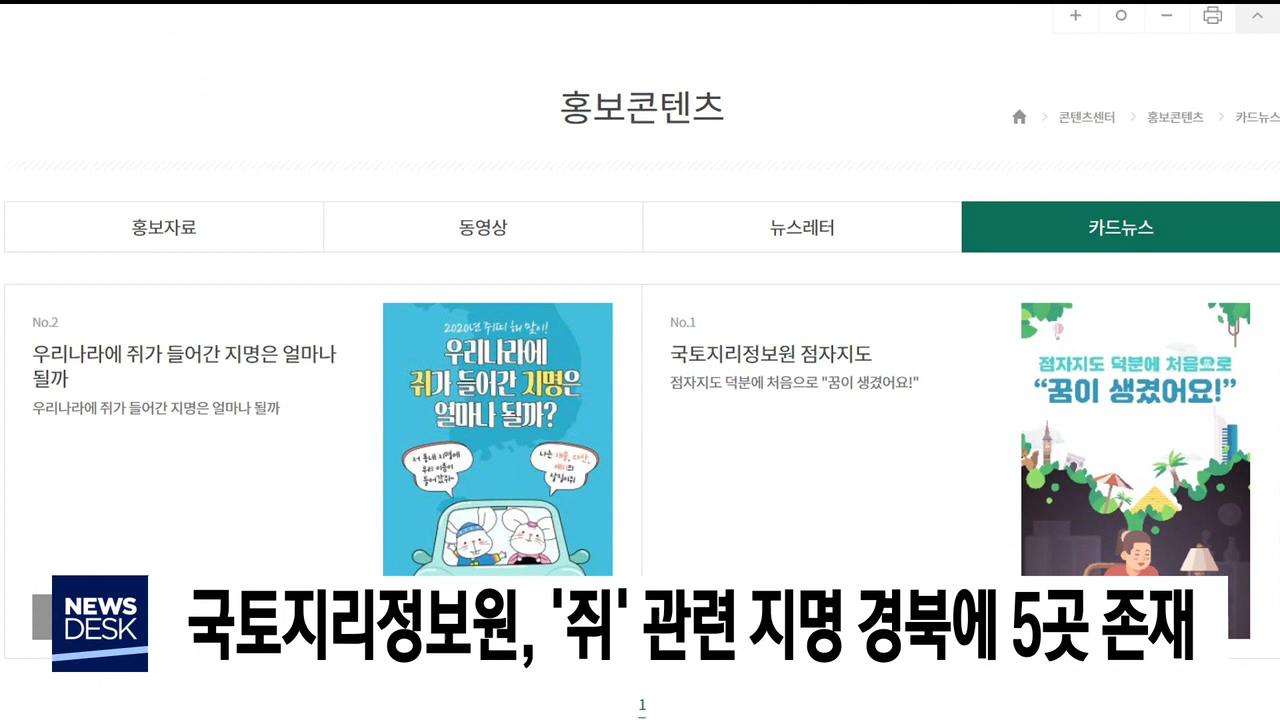 홍보콘텐츠
콘텐츠센터 홍보콘텐츠 카드뉴스
홍보자료 동영상 뉴스레터 카드뉴스
No.2
우리나라에 쥐가 들어간 지명은 얼마나
될까
우리나라에 쥐가 들어간 지명은 얼마나 될까
2020년 쥐띠 해 맞이!
우리나라에
쥐가 들어간 지명은
얼마나 될까?
나는 재물, 다산,
No.1
국토지리정보원 점자지도
점자지도 덕분에 처음으로 "꿈이 생겼어요!"
점자지도 덕분에 처음으로
“꿈이 생겼어요!”
NEWS
DESK
국토지리정보원, '쥐' 관련 지명 경북에 5곳 존재
1